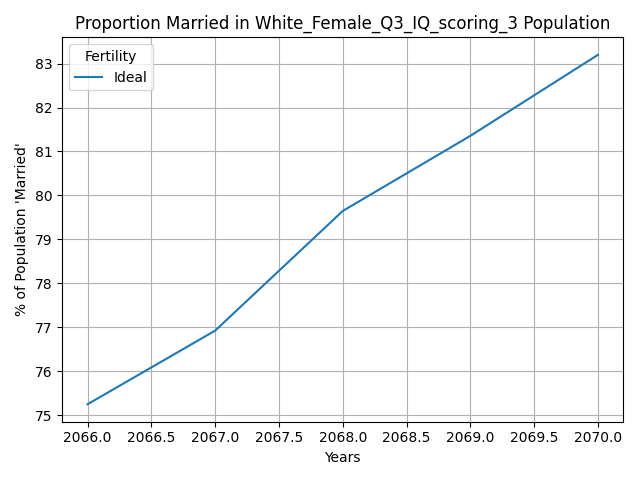 Proportion Married in White_Female_Q3_IQ_scoring_3 Population
Fertility
Ideal
% of Population 'Married'
83
82
81
80
79
78
77
76
75
2066.0 2066.5 2067.0 2067.5 2068.0 2068.5 2069.0 2069.5 2070.0
Years